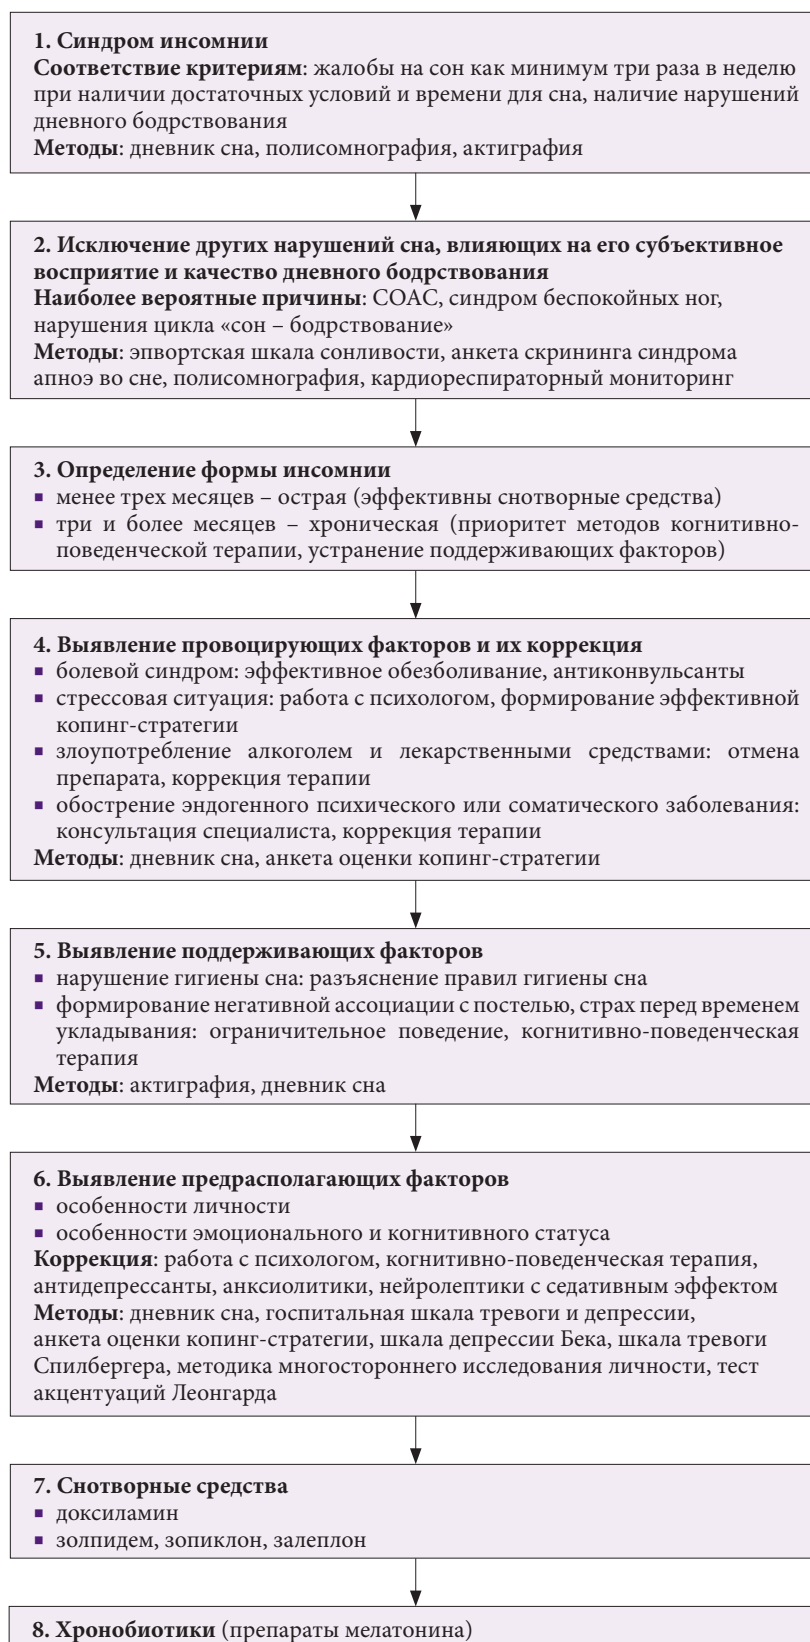 1. Синдром инсомнии
Соответствие критериям: жалобы на сон как минимум три раза в неделю
при наличии достаточных условий и времени для сна, наличие нарушений
дневного бодрствования
Методы: дневник сна, полисомнография, актиграфия
2. Исключение других нарушений сна, влияющих на его субъективное
восприятие и качество дневного бодрствования
Наиболее вероятные причины: СОАС, синдром беспокойных ног,
нарушения цикла «сон – бодрствование»
Методы: эпвортская шкала сонливости, анкета скрининга синдрома
апноэ во сне, полисомнография, кардиореспираторный мониторинг
3. Определение формы инсомнии
▪ менее трех месяцев – острая (эффективны снотворные средства)
▪ три и более месяцев – хроническая (приоритет методов когнитивно-
поведенческой терапии, устранение поддерживающих факторов)
4. Выявление провоцирующих факторов и их коррекция
▪ болевой синдром: эффективное обезболивание, антиконвульсанты
▪ стрессовая ситуация: работа с психологом, формирование эффективной
копинг-стратегии
▪ злоупотребление алкоголем и лекарственными средствами: отмена
препарата, коррекция терапии
▪ обострение эндогенного психического или соматического заболевания:
консультация специалиста, коррекция терапии
Методы: дневник сна, анкета оценки копинг-стратегии
5. Выявление поддерживающих факторов
▪ нарушение гигиены сна: разъяснение правил гигиены сна
▪ формирование негативной ассоциации с постелью, страх перед временем
укладывания: ограничительное поведение, когнитивно-поведенческая
терапия
Методы: актиграфия, дневник сна
6. Выявление предрасполагающих факторов
▪ особенности личности
▪ особенности эмоционального и когнитивного статуса
Коррекция: работа с психологом, когнитивно-поведенческая терапия,
антидепрессанты, анксиолитики, нейролептики с седативным эффектом
Методы: дневник сна, госпитальная шкала тревоги и депрессии,
анкета оценки копинг-стратегии, шкала депрессии Бека, шкала тревоги
Спилбергера, методика многостороннего исследования личности, тест
акцентуаций Леонгарда
7. Снотворные средства
▪ доксиламин
▪ золпидем, зопиклон, залеплон
8. Хронобиотики (препараты мелатонина)